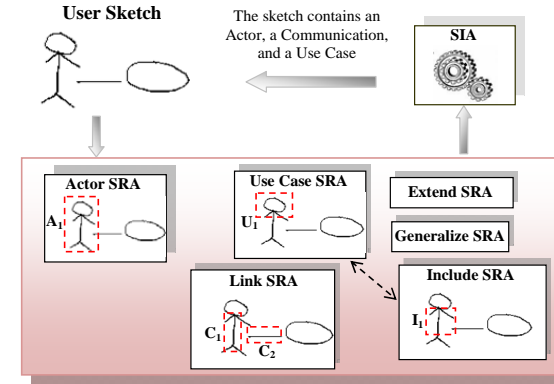 User Sketch
The sketch contains an
Actor, a Communication,
and a Use Case
SIA
Actor SRA
A1
Use Case SRA
U1
Extend SRA
Generalize SRA
Link SRA
C1
C2
Include SRA
I1